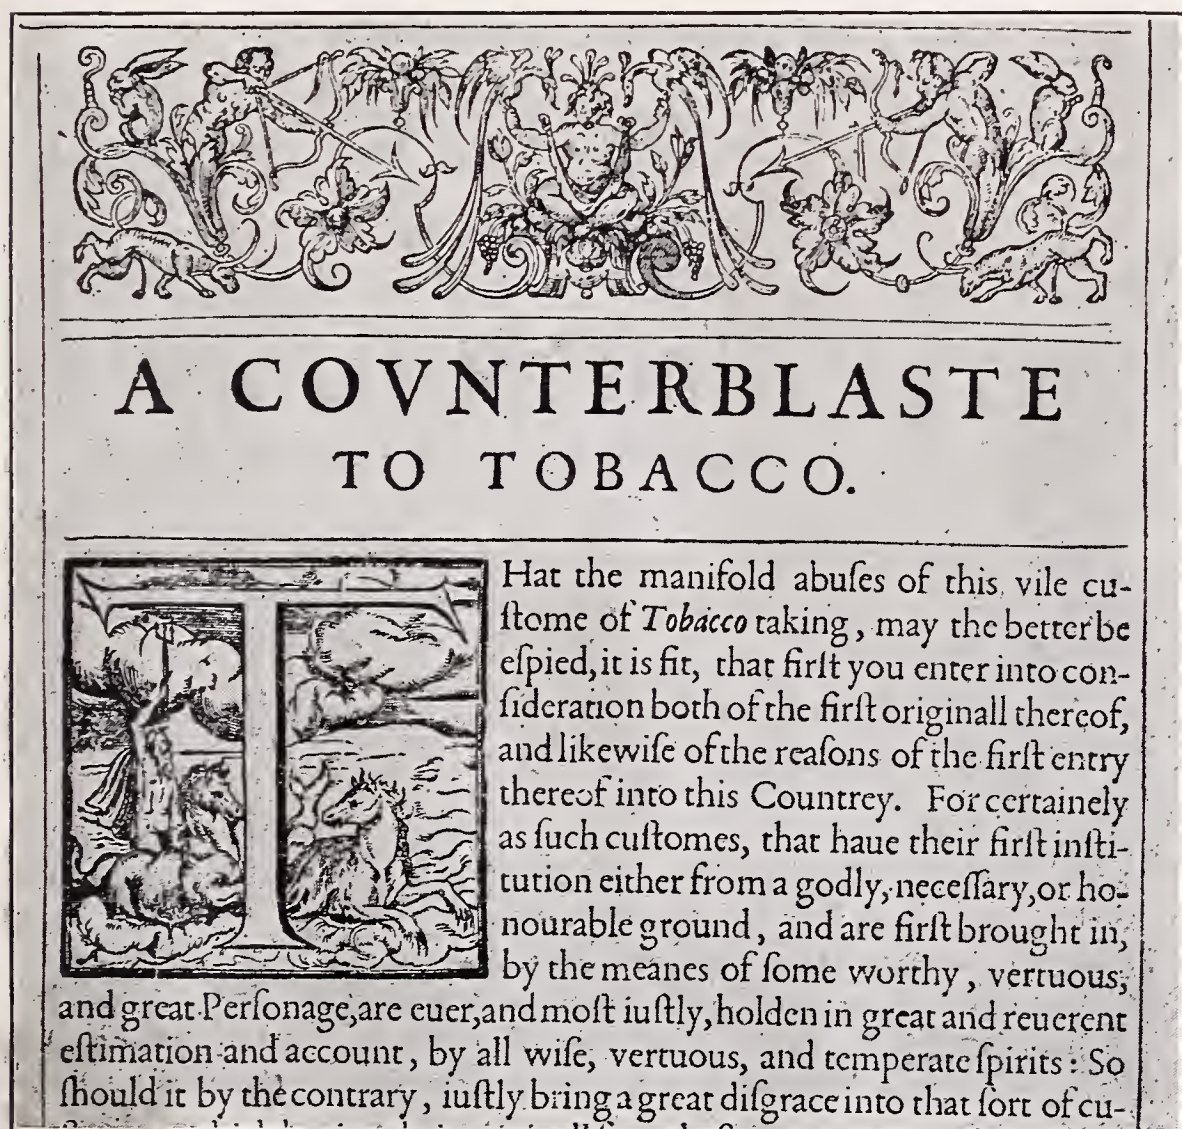 A COVNTERBLASTE
TO TOBACCO.
THat the manifold abuſes of this vile cu-
ſtome of Tobacco taking, may the better be
eſpied, it is fit, that firſt you enter into con-
ſideration both of the firſt originall thereof,
and likewiſe of the reaſons of the firſt entry
thereof into this Countrey. For certainely
as ſuch cuſtomes, that haue their firſt inſti-
tution either from a godly, neceſſary, or ho-
nourable ground, and are firſt brought in,
by the meanes of ſome worthy, vertuous,
and great Perſonage, are euer, and moſt iuſtly, holden in great and reuerent
eſtimation and account, by all wiſe, vertuous, and temperate ſpirits: So
ſhould it by the contrary, iuſtly bring a great diſgrace into that ſort of cu-